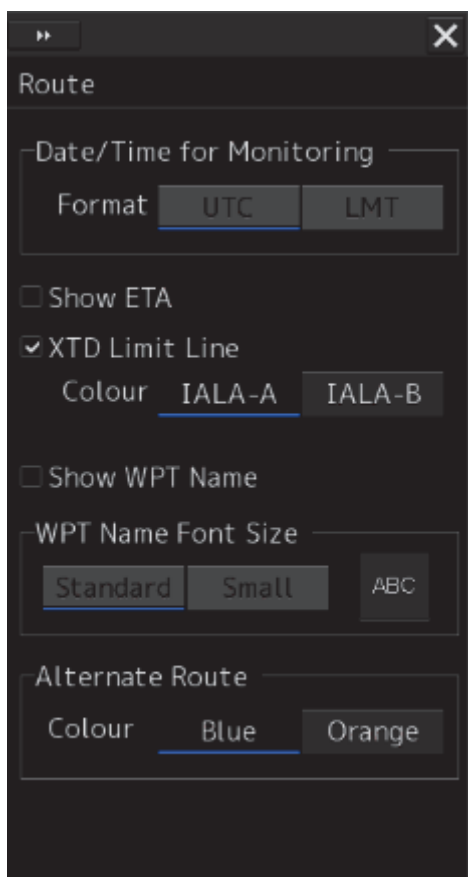 Route
Date/Time for Monitoring
Format UTC LMT
Show ETA
XTD Limit Line
Colour IALA-A IALA-B
Show WPT Name
WPT Name Font Size
Standard Small ABC
Alternate Route
Colour Blue Orange